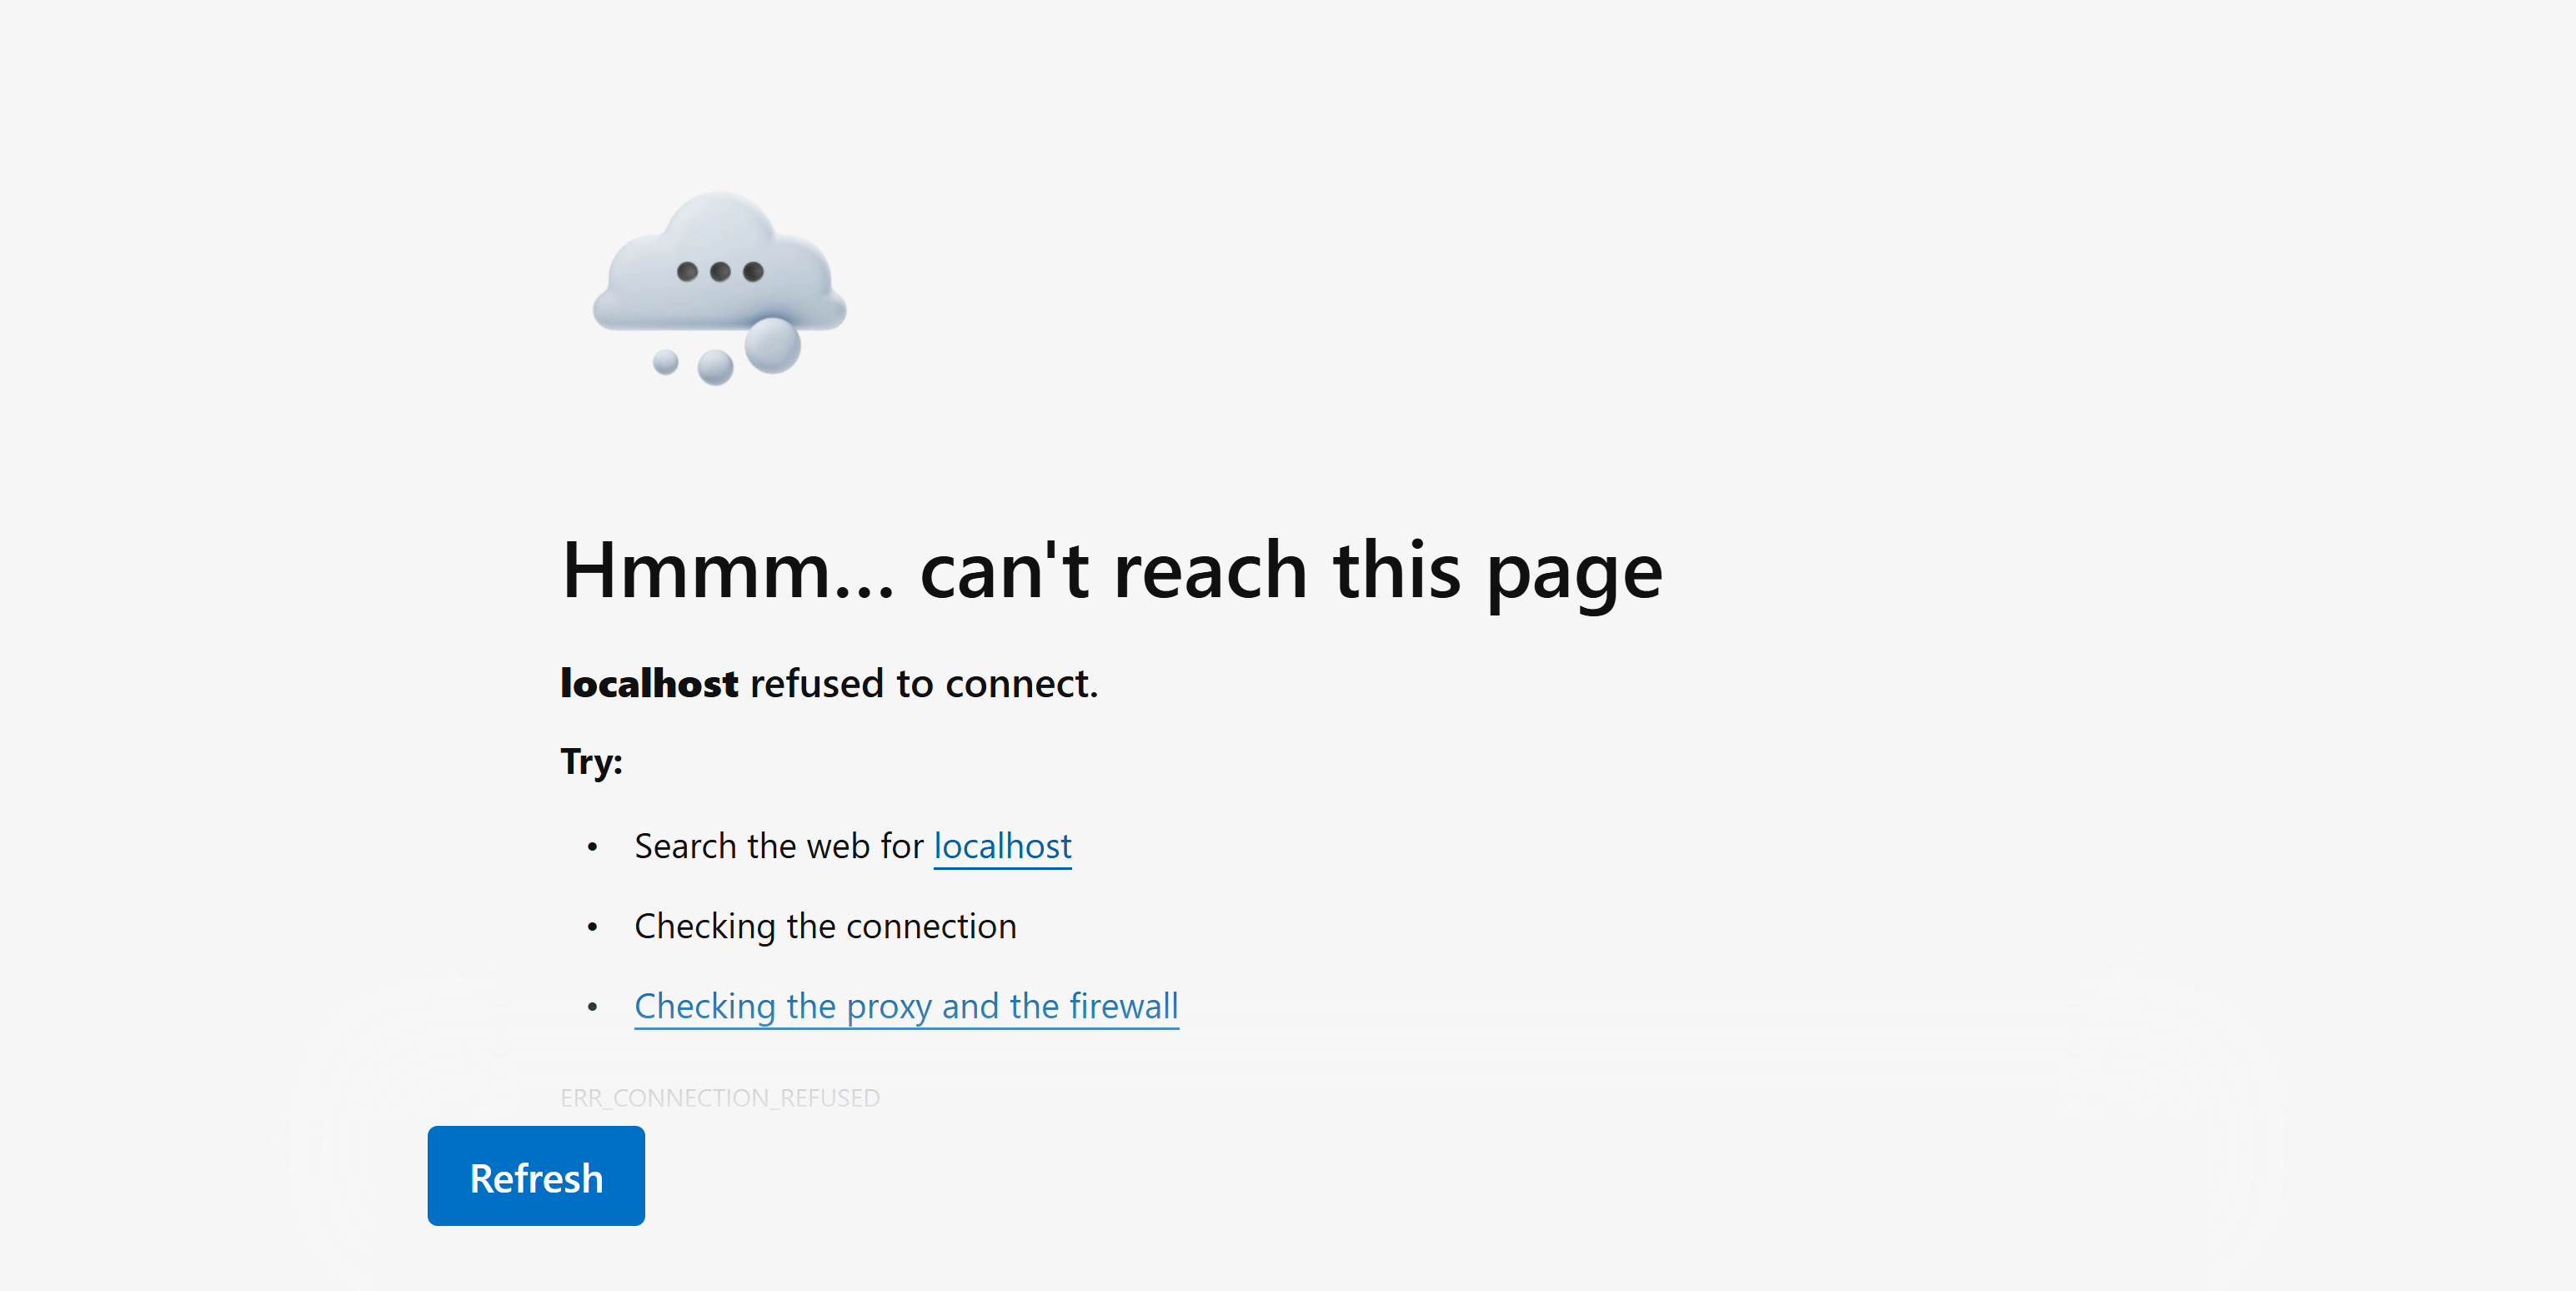 Hmmm... can't reach this page
localhost refused to connect.
Try:
• Search the web for localhost
• Checking the connection
• Checking the proxy and the firewall
ERR_CONNECTION_REFUSED
Refresh